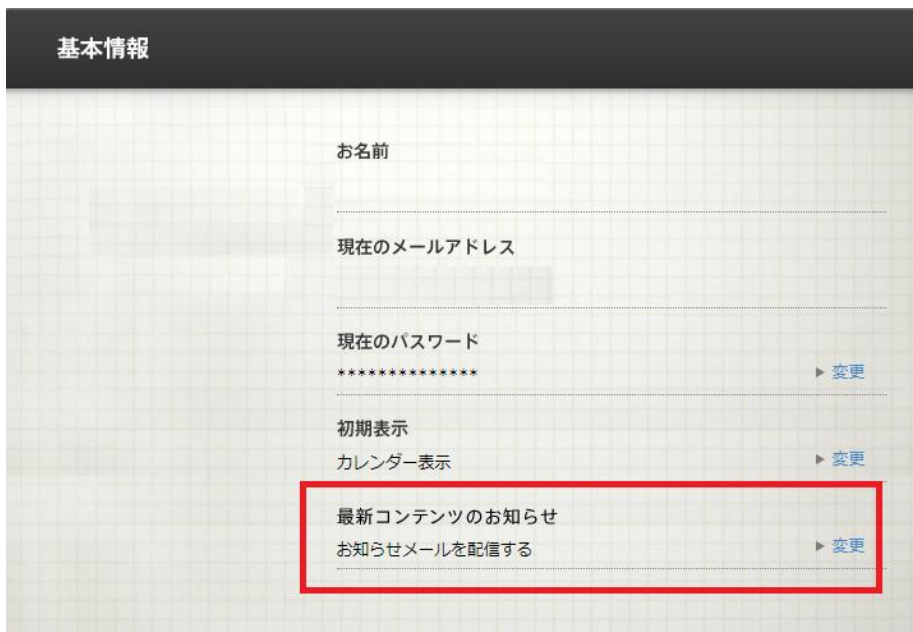 基本情報
お名前
現在のメールアドレス
現在のパスワード
**************
▶ 変更
初期表示
カレンダー表示
▶ 変更
最新コンテンツのお知らせ
お知らせメールを配信する
▶ 変更